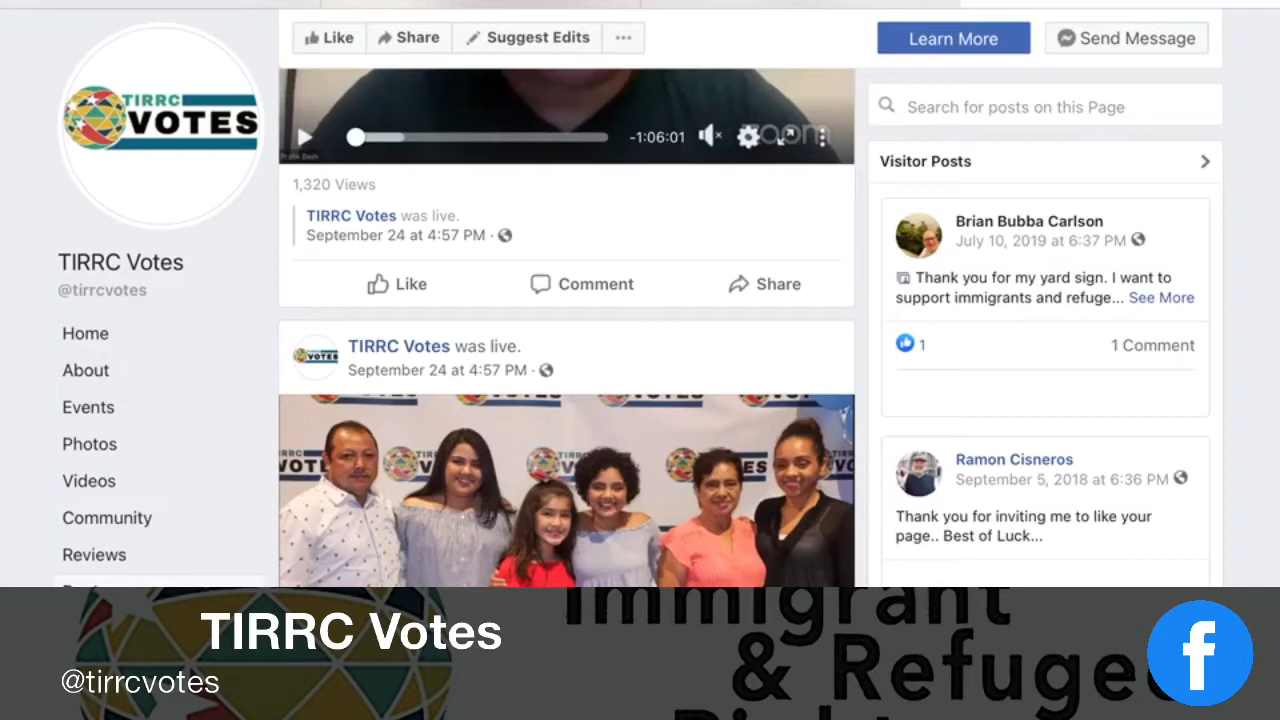 Like
Share
Suggest Edits
Learn More
Send Message
TIRRC
VOTES
TIRRC Votes
@tirrcvotes
Home
About
Events
Photos
Videos
Community
Reviews
-1:06:01
zoom
Pratik Dash
1,320 Views
TIRRC Votes was live.
September 24 at 4:57 PM ·
Like
Comment
Share
VOTES
TIRRC Votes was live.
September 24 at 4:57 PM ·
Search for posts on this Page
Visitor Posts
Brian Bubba Carlson
July 10, 2019 at 6:37 PM
Thank you for my yard sign. I want to
support immigrants and refuge... See More
1
1 Comment
Ramon Cisneros
September 5, 2018 at 6:36 PM
Thank you for inviting me to like your
page.. Best of Luck...
Immigrant
& Refugee
TIRRC Votes
@tirrcvotes
f